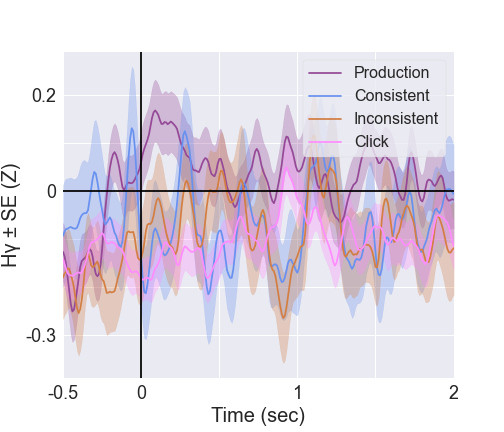 Production
Consistent
Inconsistent
Click
0.2
0
-0.3
Hγ ± SE (Z)
-0.5 0 1 2
Time (sec)